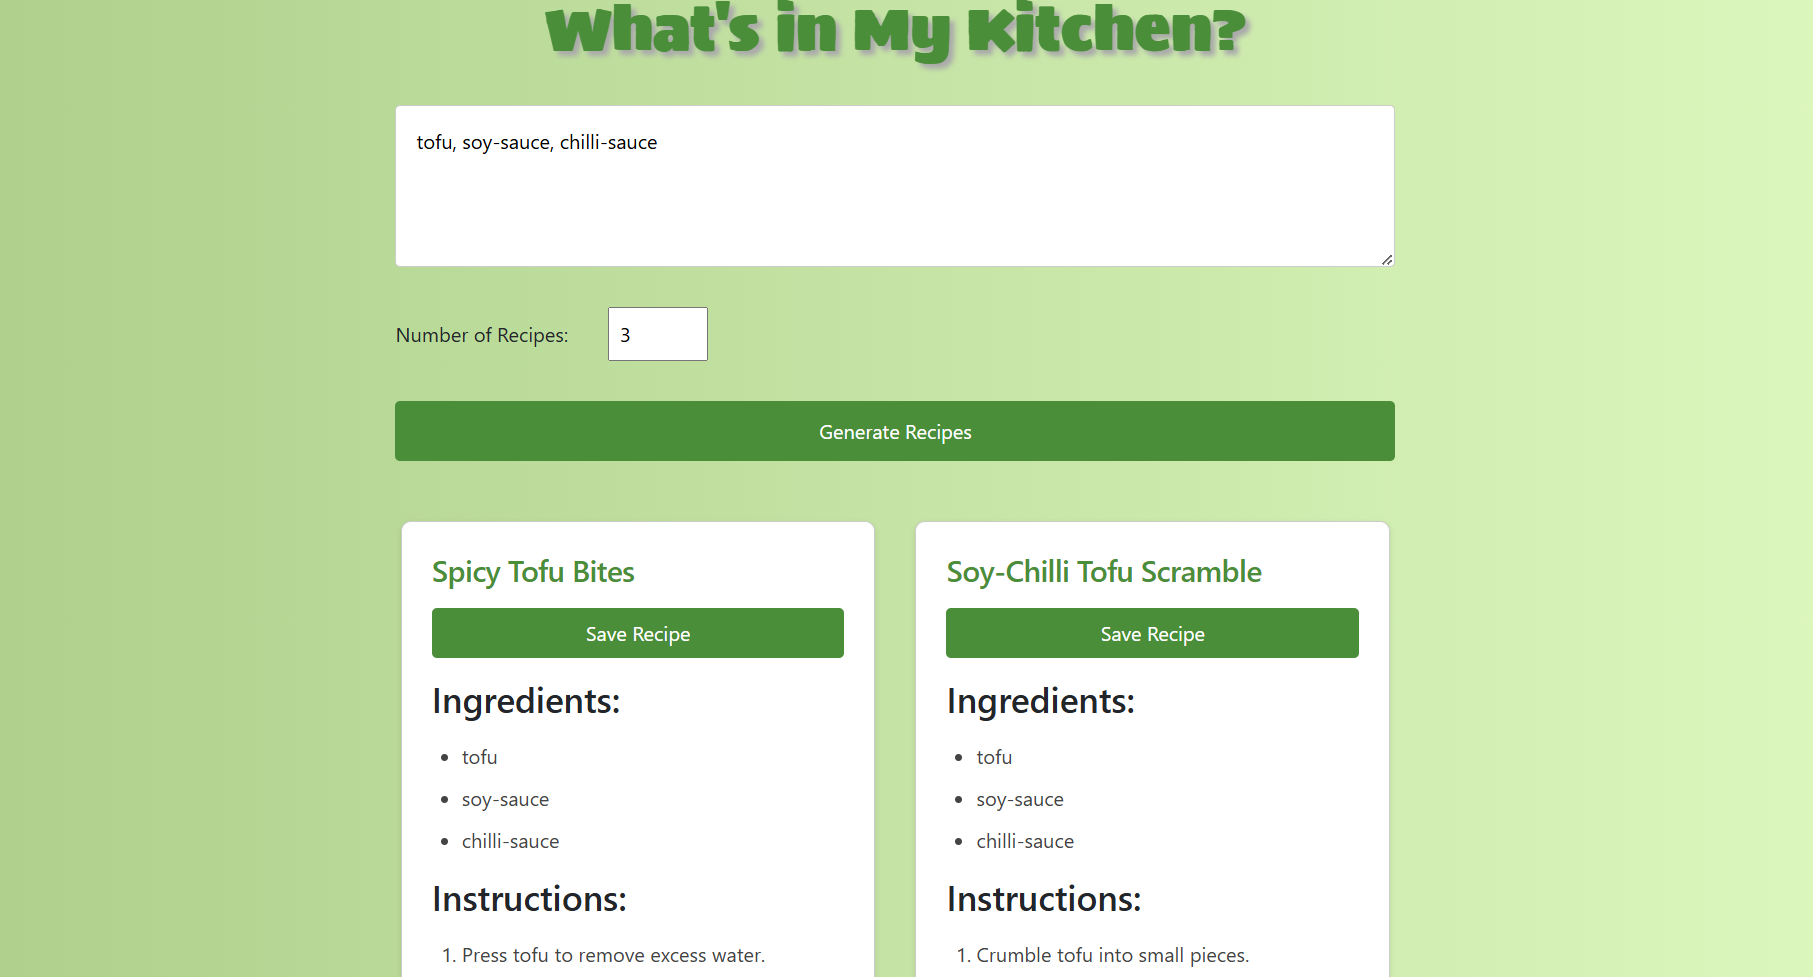 What's in My Kitchen?
tofu, soy-sauce, chilli-sauce
Number of Recipes:
3
Generate Recipes
Spicy Tofu Bites
Save Recipe
Ingredients:
tofu
soy-sauce
chilli-sauce
Instructions:
1. Press tofu to remove excess water.
Soy-Chilli Tofu Scramble
Save Recipe
Ingredients:
tofu
soy-sauce
chilli-sauce
Instructions:
1. Crumble tofu into small pieces.